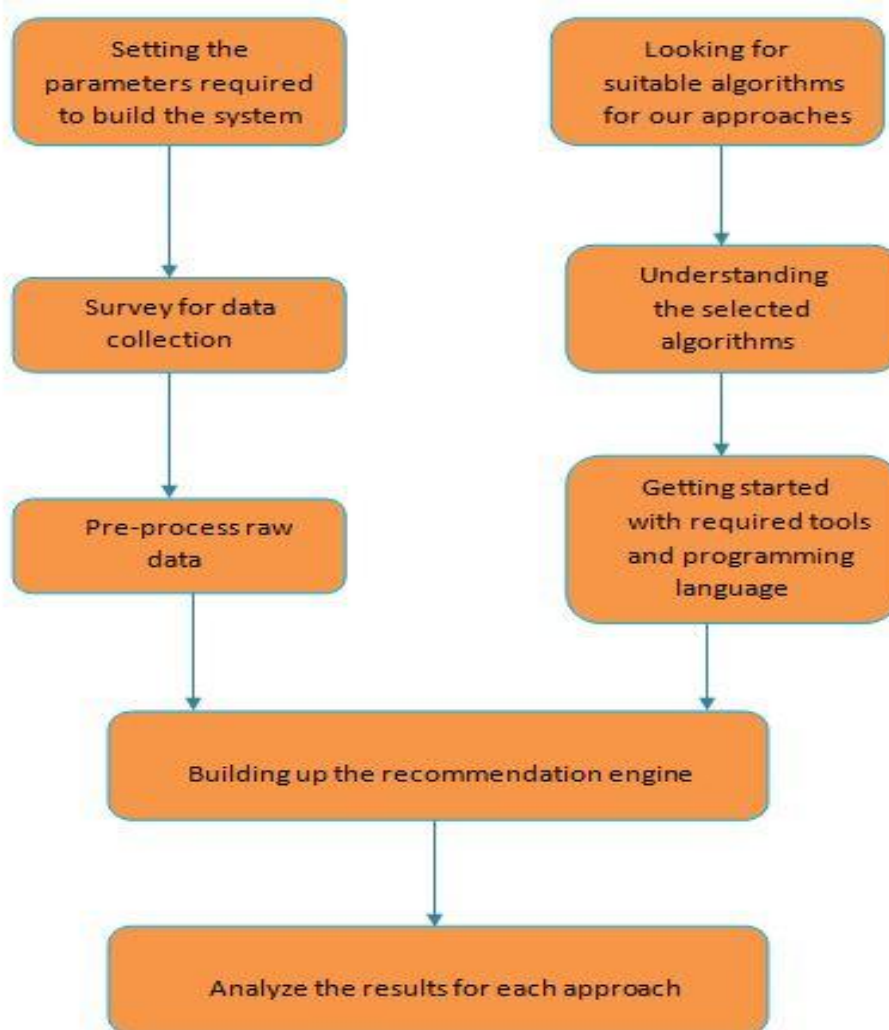 Setting the
parameters required
to build the system
Looking for
suitable algorithms
for our approaches
Survey for data
collection
Understanding
the selected
algorithms
Pre-process raw
data
Getting started
with required tools
and programming
language
Building up the recommendation engine
Analyze the results for each approach